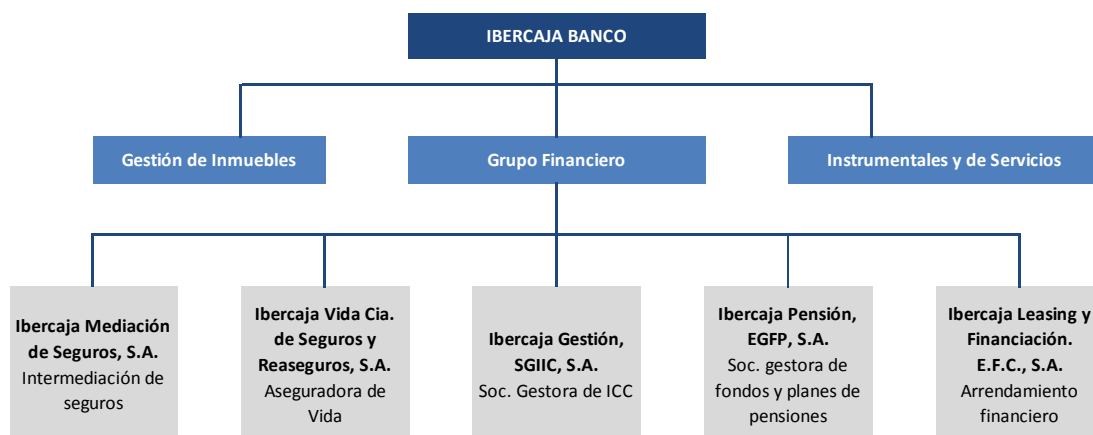 IBERCAJA BANCO
Gestión de Inmuebles
Grupo Financiero
Instrumentales y de Servicios
Ibercaja Mediación
de Seguros, S.A.
Intermediación de
seguros
Ibercaja Vida Cia.
de Seguros y
Reaseguros, S.A.
Aseguradora de
Vida
Ibercaja Gestión,
SGIIC, S.A.
Soc. Gestora de ICC
Ibercaja Pensión,
EGFP, S.A.
Soc. gestora de
fondos y planes de
pensiones
Ibercaja Leasing y
Financiación.
E.F.C., S.A.
Arrendamiento
financiero